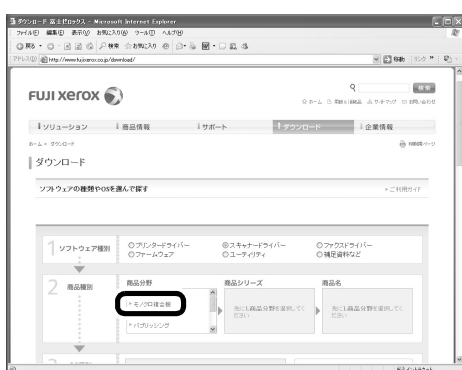 ダウンロード 富士ゼロックス - Microsoft Internet Explorer
ファイル(F) 編集(E) 表示(V) お気に入り(A) ツール(T) ヘルプ(H)
戻る 検索 お気に入り
アドレス(D) http://www.fujixerox.co.jp/download/ 移動 リンク
FUJI XEROX 検索
ホーム サイトマップ お問い合わせ
ソリューション 商品情報 サポート ダウンロード 企業情報
ホーム > ダウンロード 印刷用ページ
ダウンロード
ソフトウェアの種類やOSを選んで探す ご利用ガイド
1 ソフトウェア種別 プリンタードライバー スキャナードライバー ファクスドライバー
ファームウェア ユーティリティ 補足資料など
2 商品種別 商品分野 商品シリーズ 商品名
モノクロ複合機 先に1.商品分野を選択してください 先に1.商品分野を選択してください
パブリッシング
3